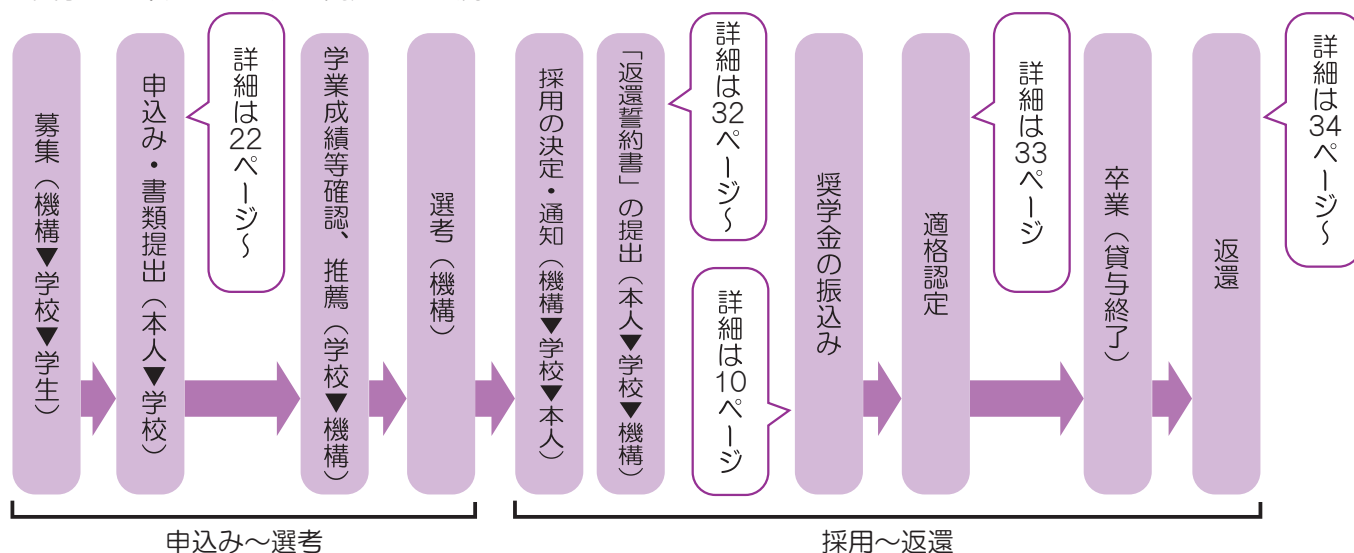 募集（機構▼学校▼学生）
申込み・書類提出（本人▼学校）
詳細は22ページ～
学業成績等確認、推薦（学校▼機構）
選考（機構）
採用の決定・通知（機構▼学校▼本人）
「返還誓約書」の提出（本人▼学校▼機構）
詳細は32ページ～
詳細は10ページ
奨学金の振込み
適格認定
詳細は33ページ
卒業（貸与終了）
返還
詳細は34ページ～
申込み～選考
採用～返還